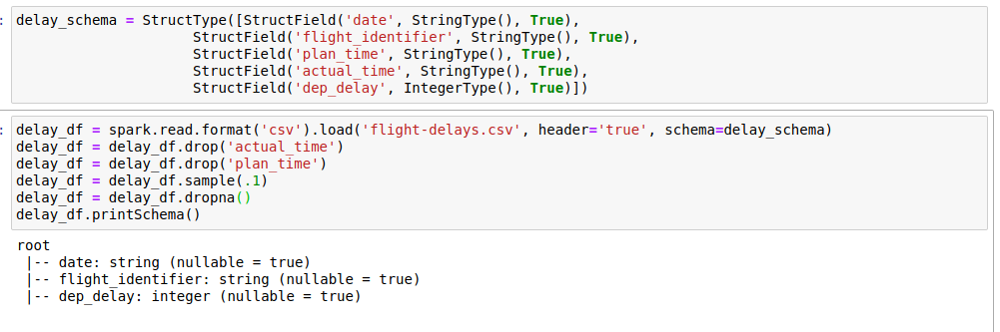 : delay_schema = StructType([StructField('date', StringType(), True),
StructField('flight_identifier', StringType(), True),
StructField('plan_time', StringType(), True),
StructField('actual_time', StringType(), True),
StructField('dep_delay', IntegerType(), True)])
: delay_df = spark.read.format('csv').load('flight-delays.csv', header='true', schema=delay_schema)
delay_df = delay_df.drop('actual_time')
delay_df = delay_df.drop('plan_time')
delay_df = delay_df.sample(.1)
delay_df = delay_df.dropna()
delay_df.printSchema()
root
|-- date: string (nullable = true)
|-- flight_identifier: string (nullable = true)
|-- dep_delay: integer (nullable = true)